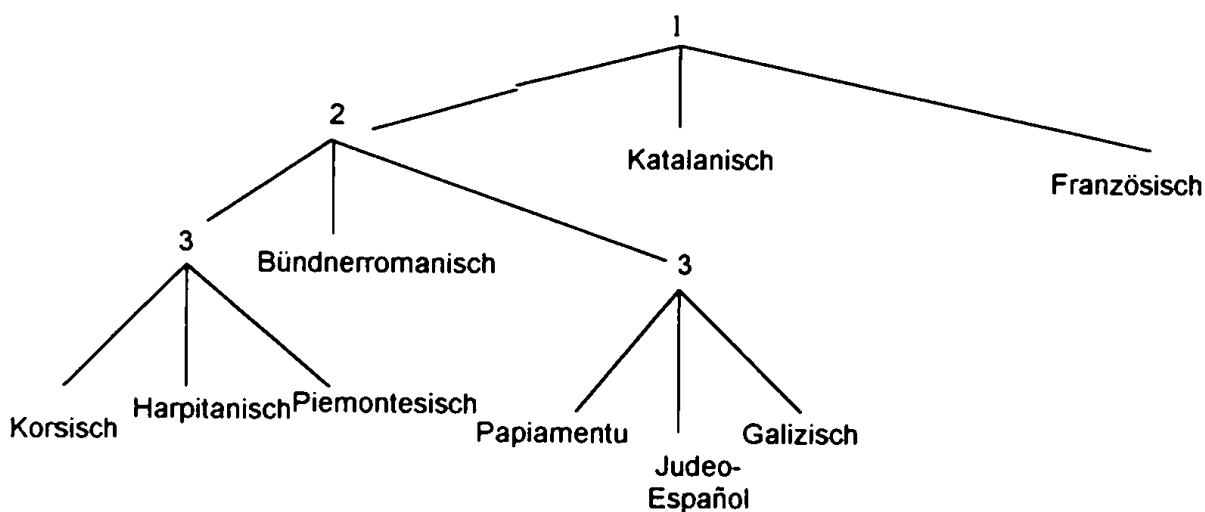 1
2
Katalanisch
Französisch
3
Bündnerromanisch
3
Korsisch
Harpitanisch
Piemontesisch
Papiamentu
Judeo-
Español
Galizisch